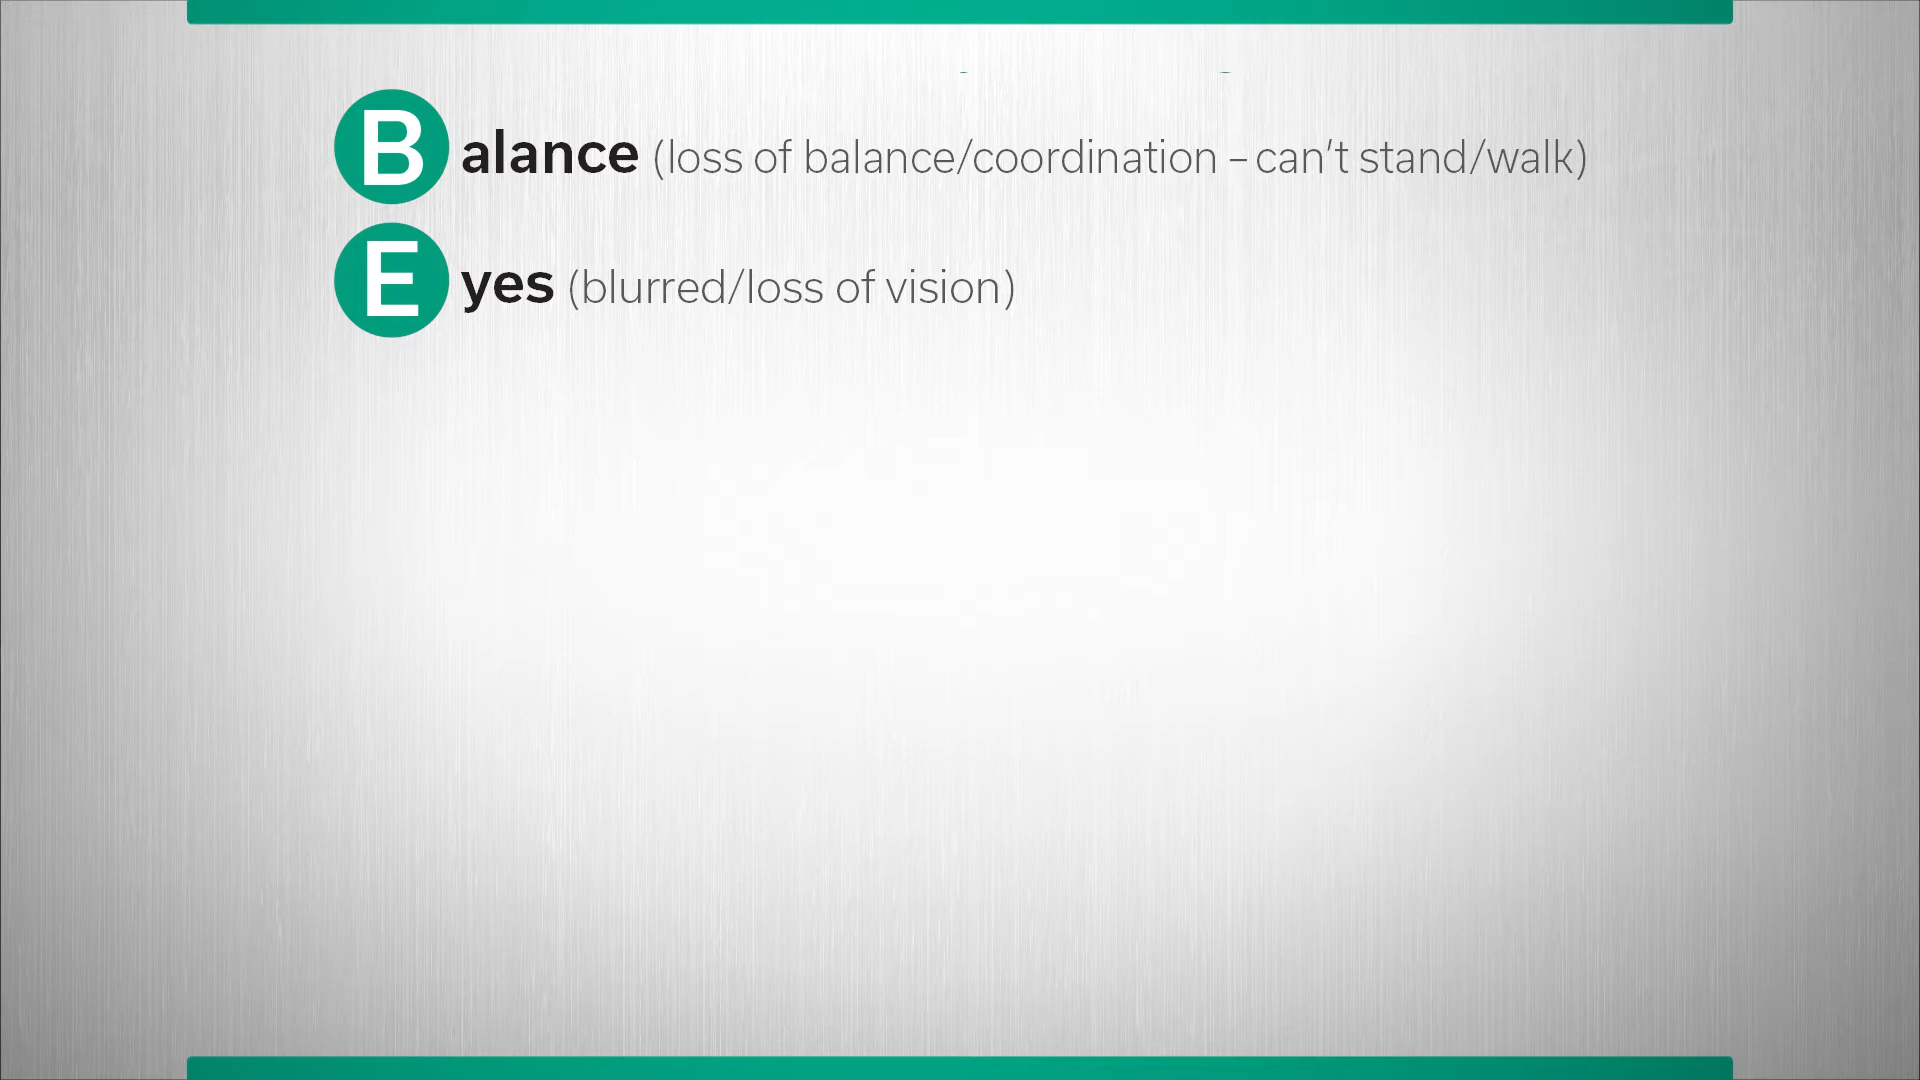 Balance (loss of balance/coordination – can't stand/walk)
Eyes (blurred/loss of vision)